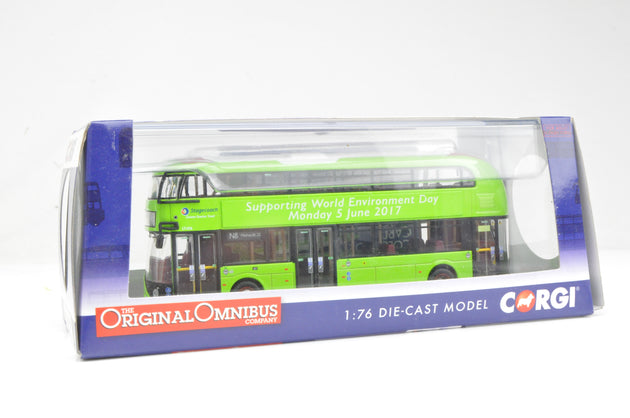 Supporting World Environment Day
Monday 5 June 2017
Stagecoach
N8
THE
ORIGINAL OMNIBUS
COMPANY
1:76 DIE-CAST MODEL
CORGI